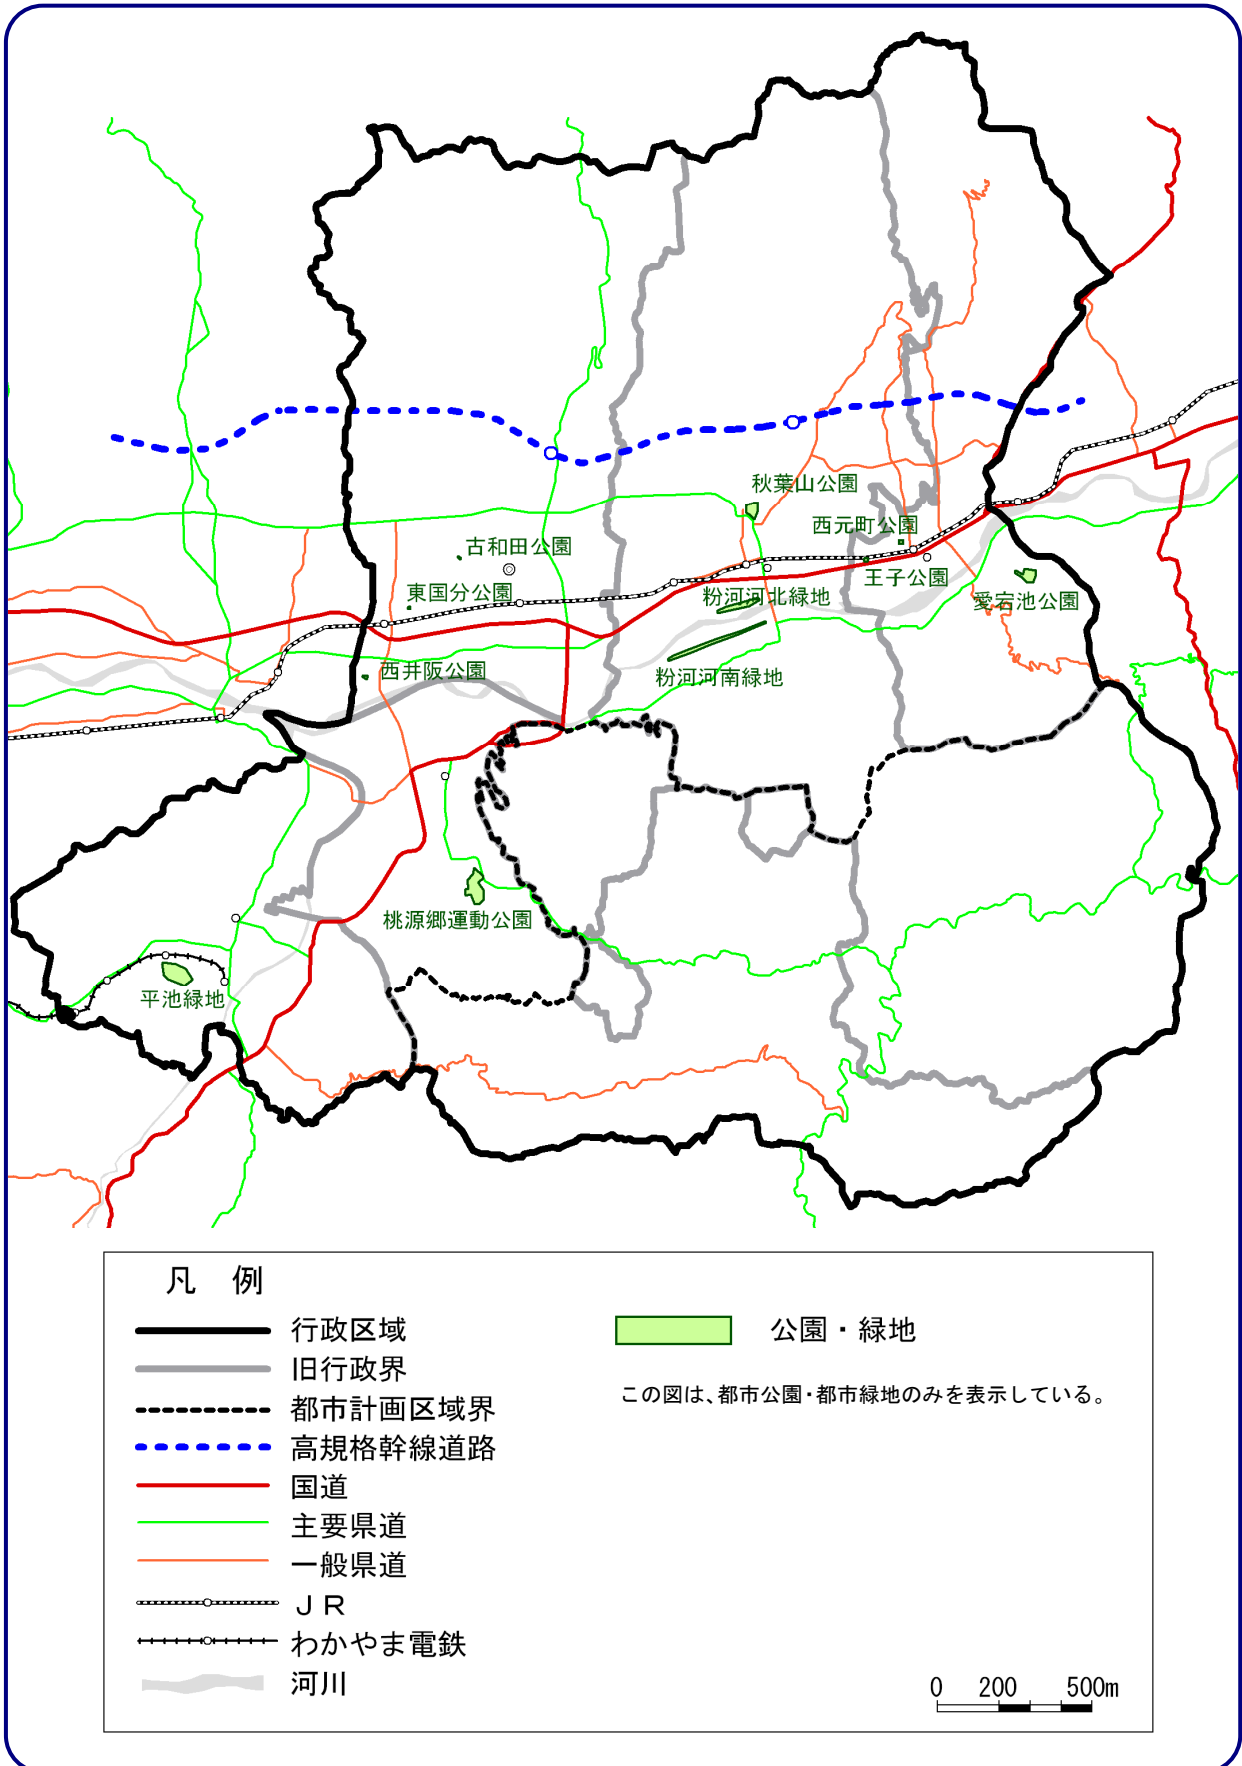 秋葉山公園
西元町公園
古和田公園
王子公園
東国分公園
粉河河北緑地
愛宕池公園
西井阪公園
粉河河南緑地
桃源郷運動公園
平池緑地
凡 例
行政区域
公園・緑地
旧行政界
この図は、都市公園・都市緑地のみを表示している。
都市計画区域界
高規格幹線道路
国道
主要県道
一般県道
JR
わかやま電鉄
河川
0 200 500m